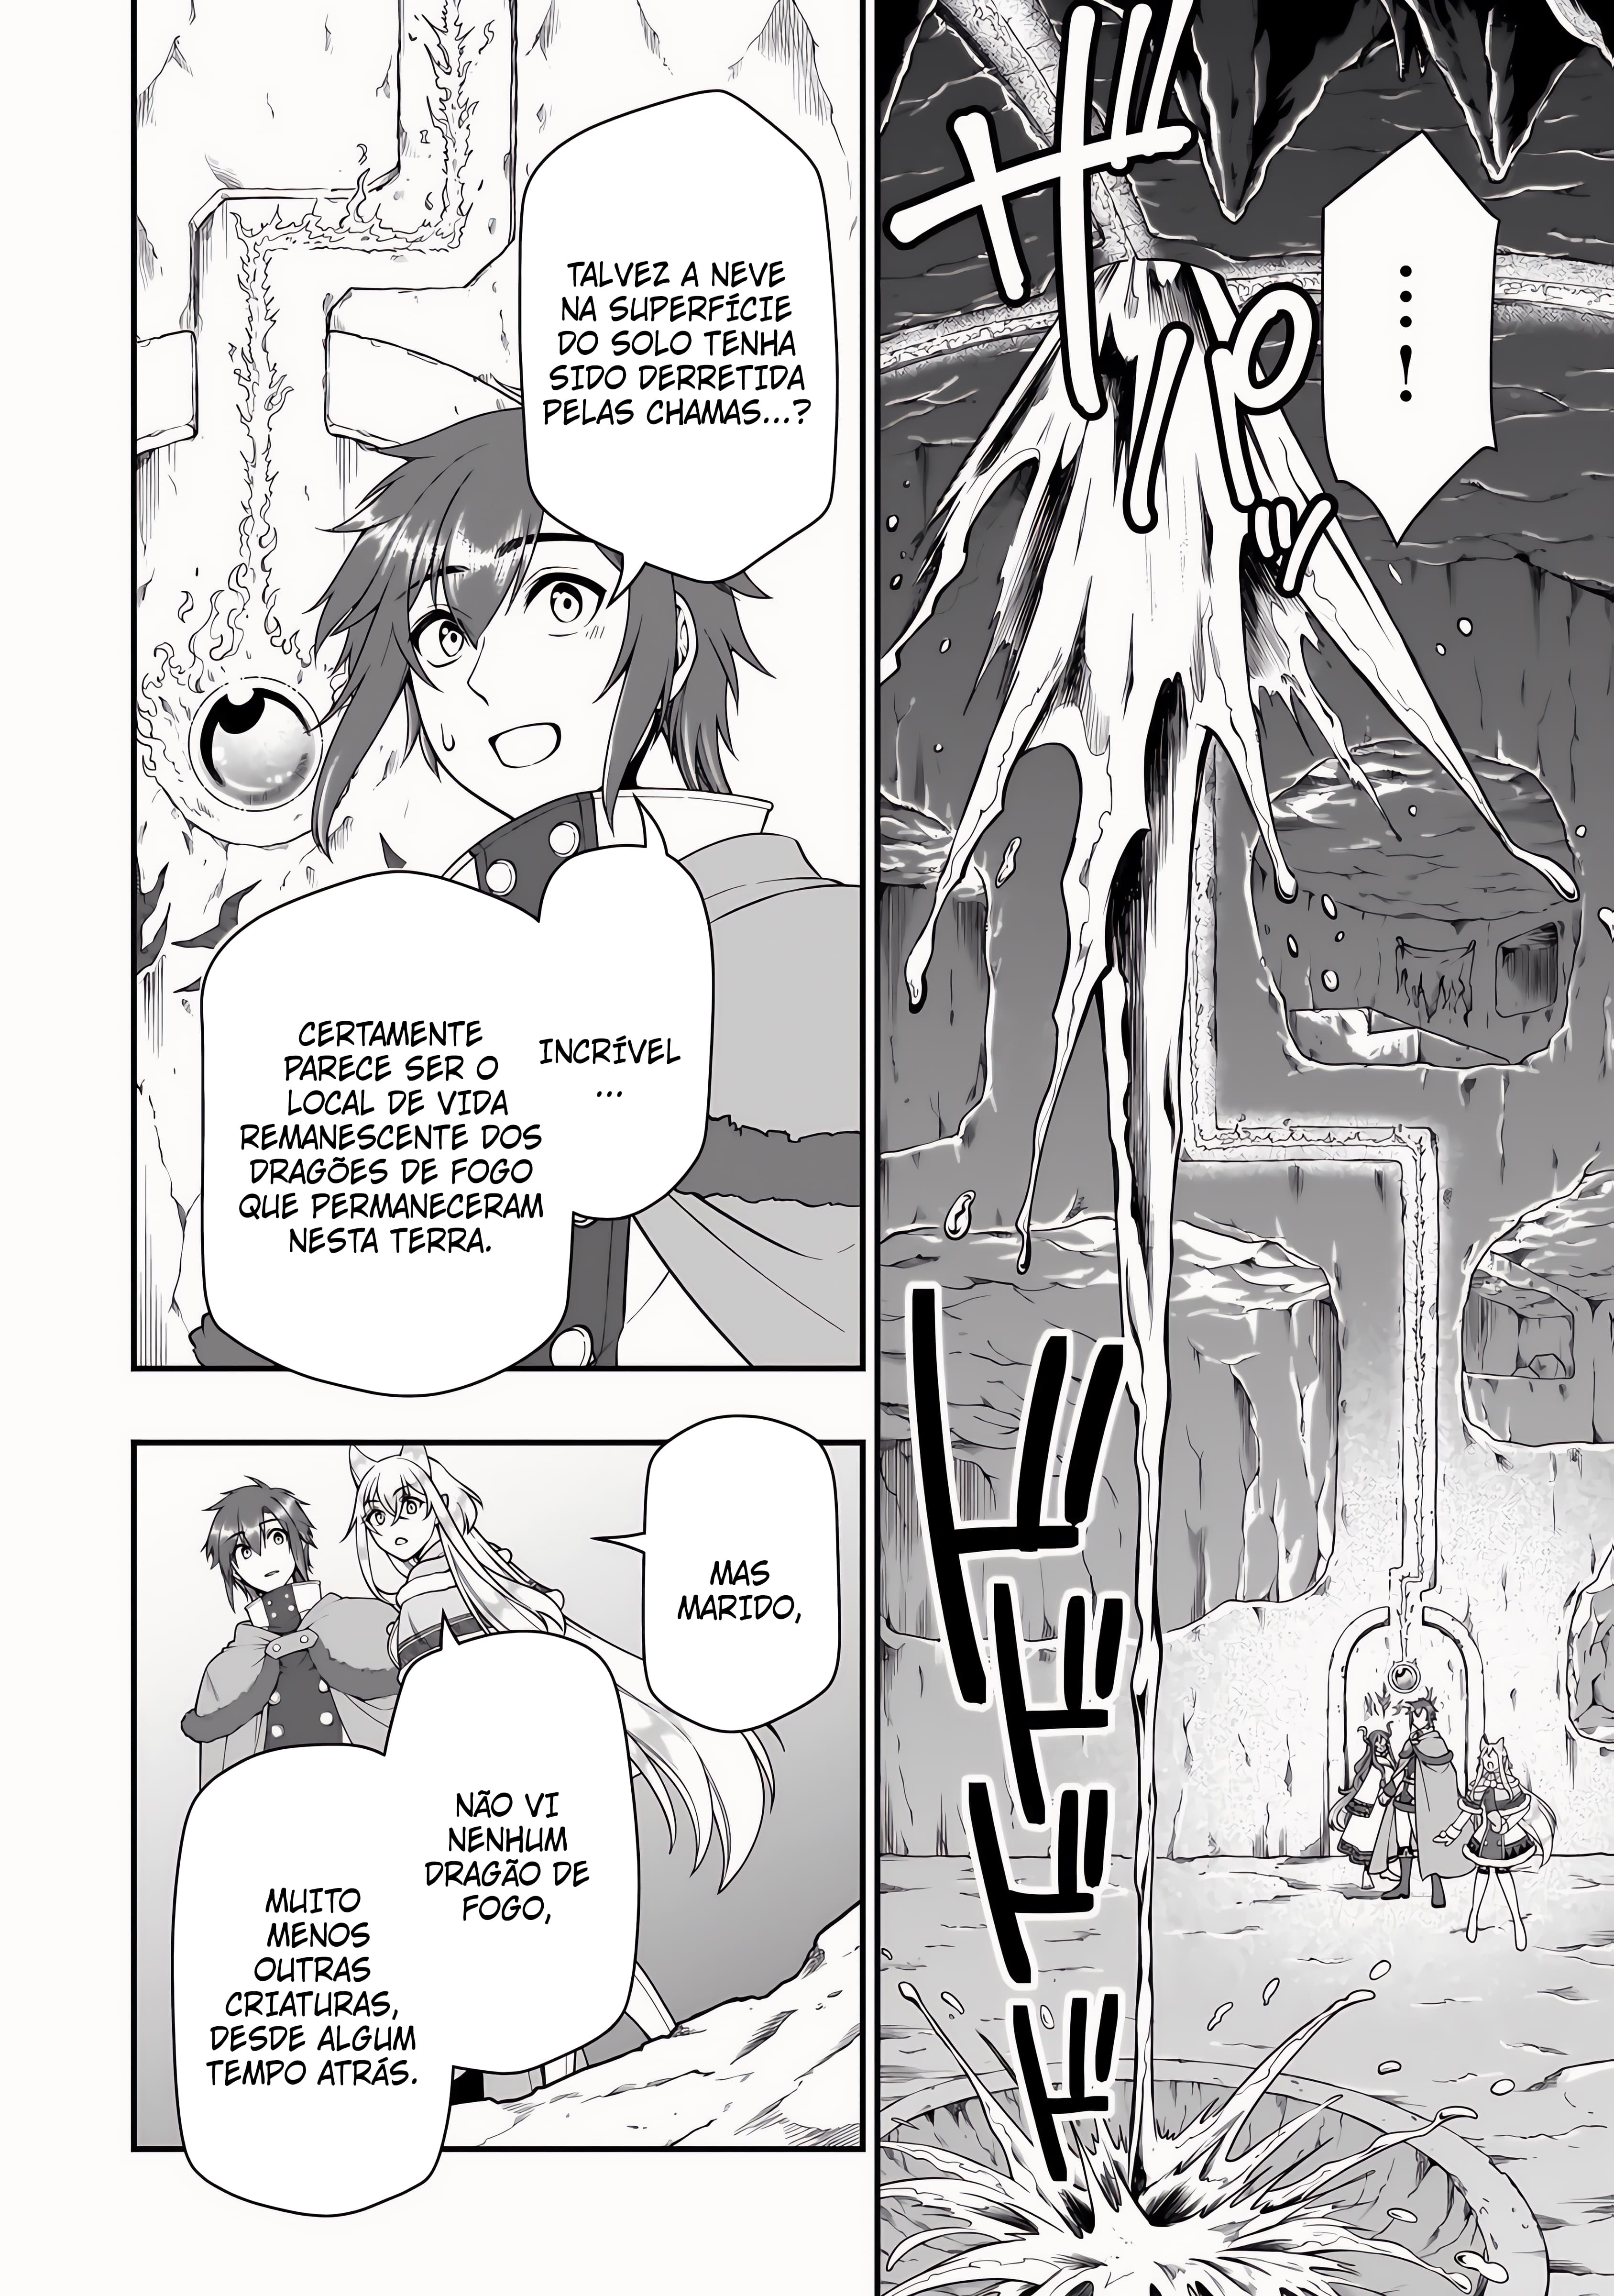 ……!
ザバッ
ドドドド
TALVEZ A NEVE
NA SUPERFÍCIE
DO SOLO TENHA
SIDO DERRETIDA
PELAS CHAMAS...?
INCRÍVEL
...
CERTAMENTE
PARECE SER O
LOCAL DE VIDA
REMANESCENTE DOS
DRAGÕES DE FOGO
QUE PERMANECERAM
NESTA TERRA.
MAS
MARIDO,
NÃO VI
NENHUM
DRAGÃO DE
FOGO,
MUITO
MENOS
OUTRAS
CRIATURAS,
DESDE ALGUM
TEMPO ATRÁS.